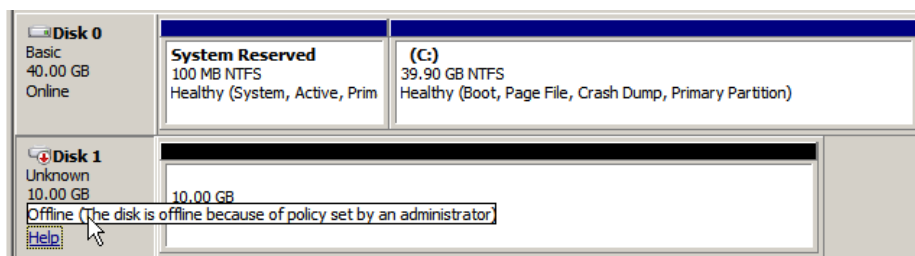 Disk 0
Basic
40.00 GB
Online
System Reserved
100 MB NTFS
Healthy (System, Active, Prim
(C:)
39.90 GB NTFS
Healthy (Boot, Page File, Crash Dump, Primary Partition)
Disk 1
Unknown
10.00 GB
10.00 GB
Offline (The disk is offline because of policy set by an administrator)
Help